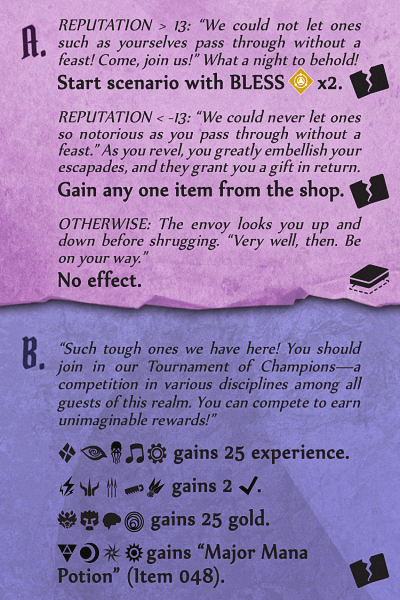 A.
REPUTATION > 13: “We could not let ones
such as yourselves pass through without a
feast! Come, join us!” What a night to behold!
Start scenario with BLESS x2.
REPUTATION < -13: “We could never let ones
so notorious as you pass through without a
feast.” As you revel, you greatly embellish your
escapades, and they grant you a gift in return.
Gain any one item from the shop.
OTHERWISE: The envoy looks you up and
down before shrugging. “Very well, then. Be
on your way.”
No effect.
B.
“Such tough ones we have here! You should
join in our Tournament of Champions—a
competition in various disciplines among all
guests of this realm. You can compete to earn
unimaginable rewards!”
gains 25 experience.
gains 2 ✓.
gains 25 gold.
gains “Major Mana
Potion” (Item 048).